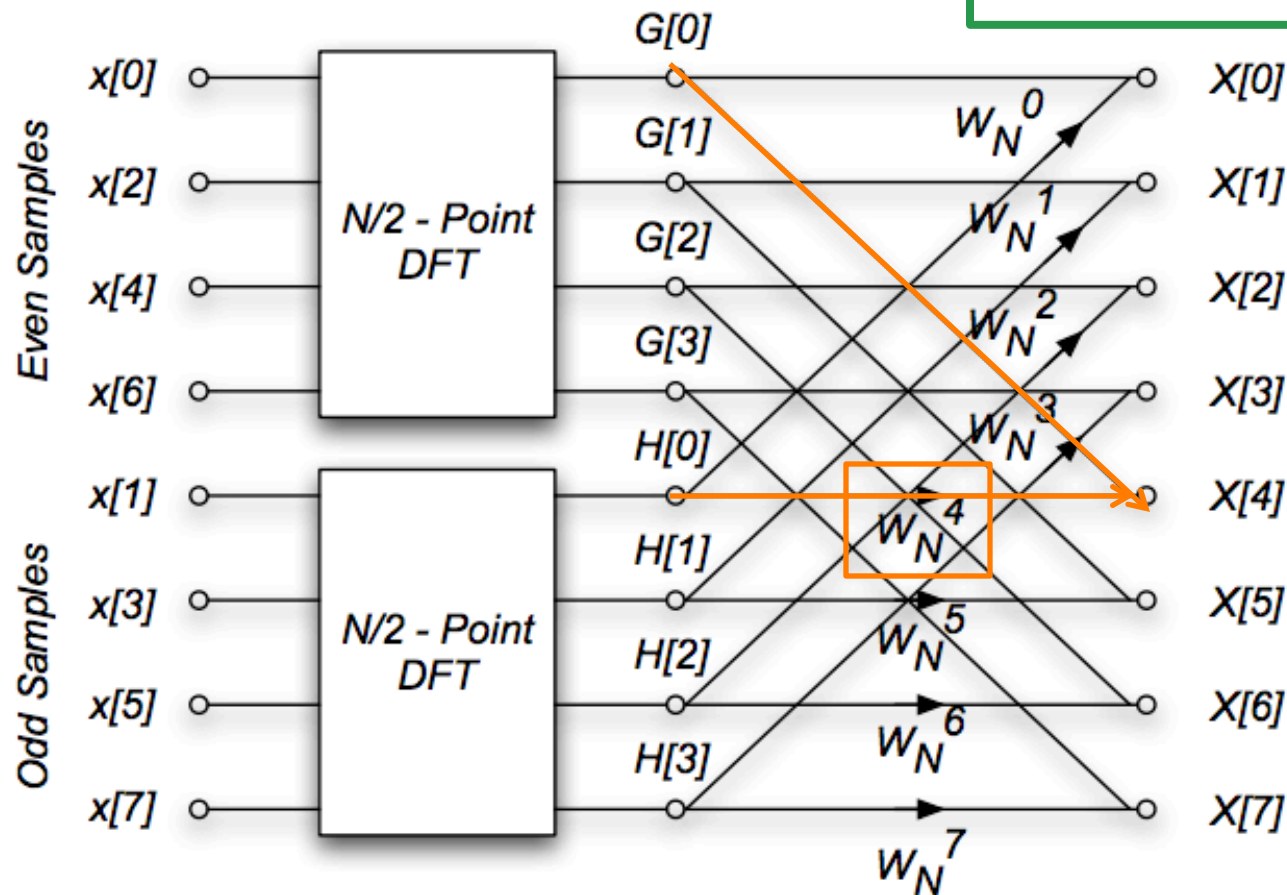 G[0]
x[0]
X[0]
W_N^0
G[1]
x[2]
X[1]
W_N^1
Even Samples
N/2 - Point
DFT
G[2]
x[4]
X[2]
W_N^2
G[3]
x[6]
X[3]
W_N^3
H[0]
x[1]
X[4]
W_N^4
H[1]
x[3]
X[5]
W_N^5
Odd Samples
N/2 - Point
DFT
H[2]
x[5]
X[6]
W_N^6
H[3]
x[7]
X[7]
W_N^7